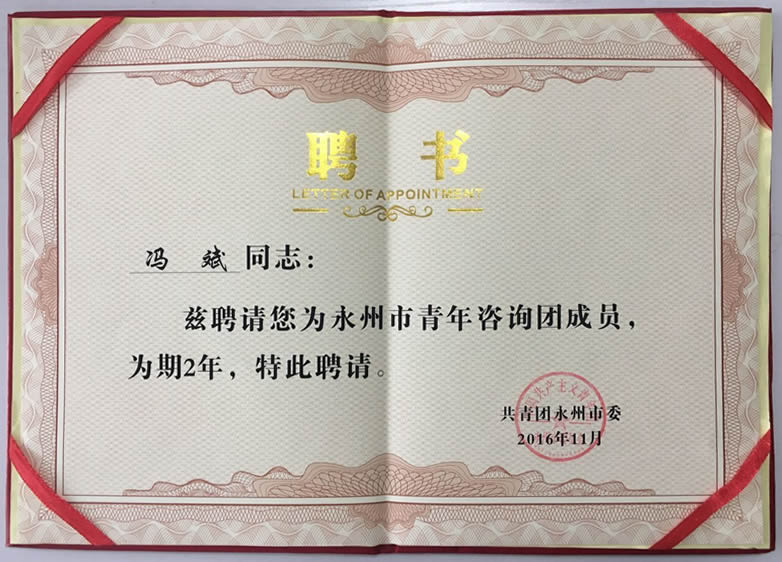 聘书
LETTER OF APPOINTMENT
冯斌同志：
兹聘请您为永州市青年咨询团成员，
为期2年，特此聘请。
共青团永州市委
2016年11月